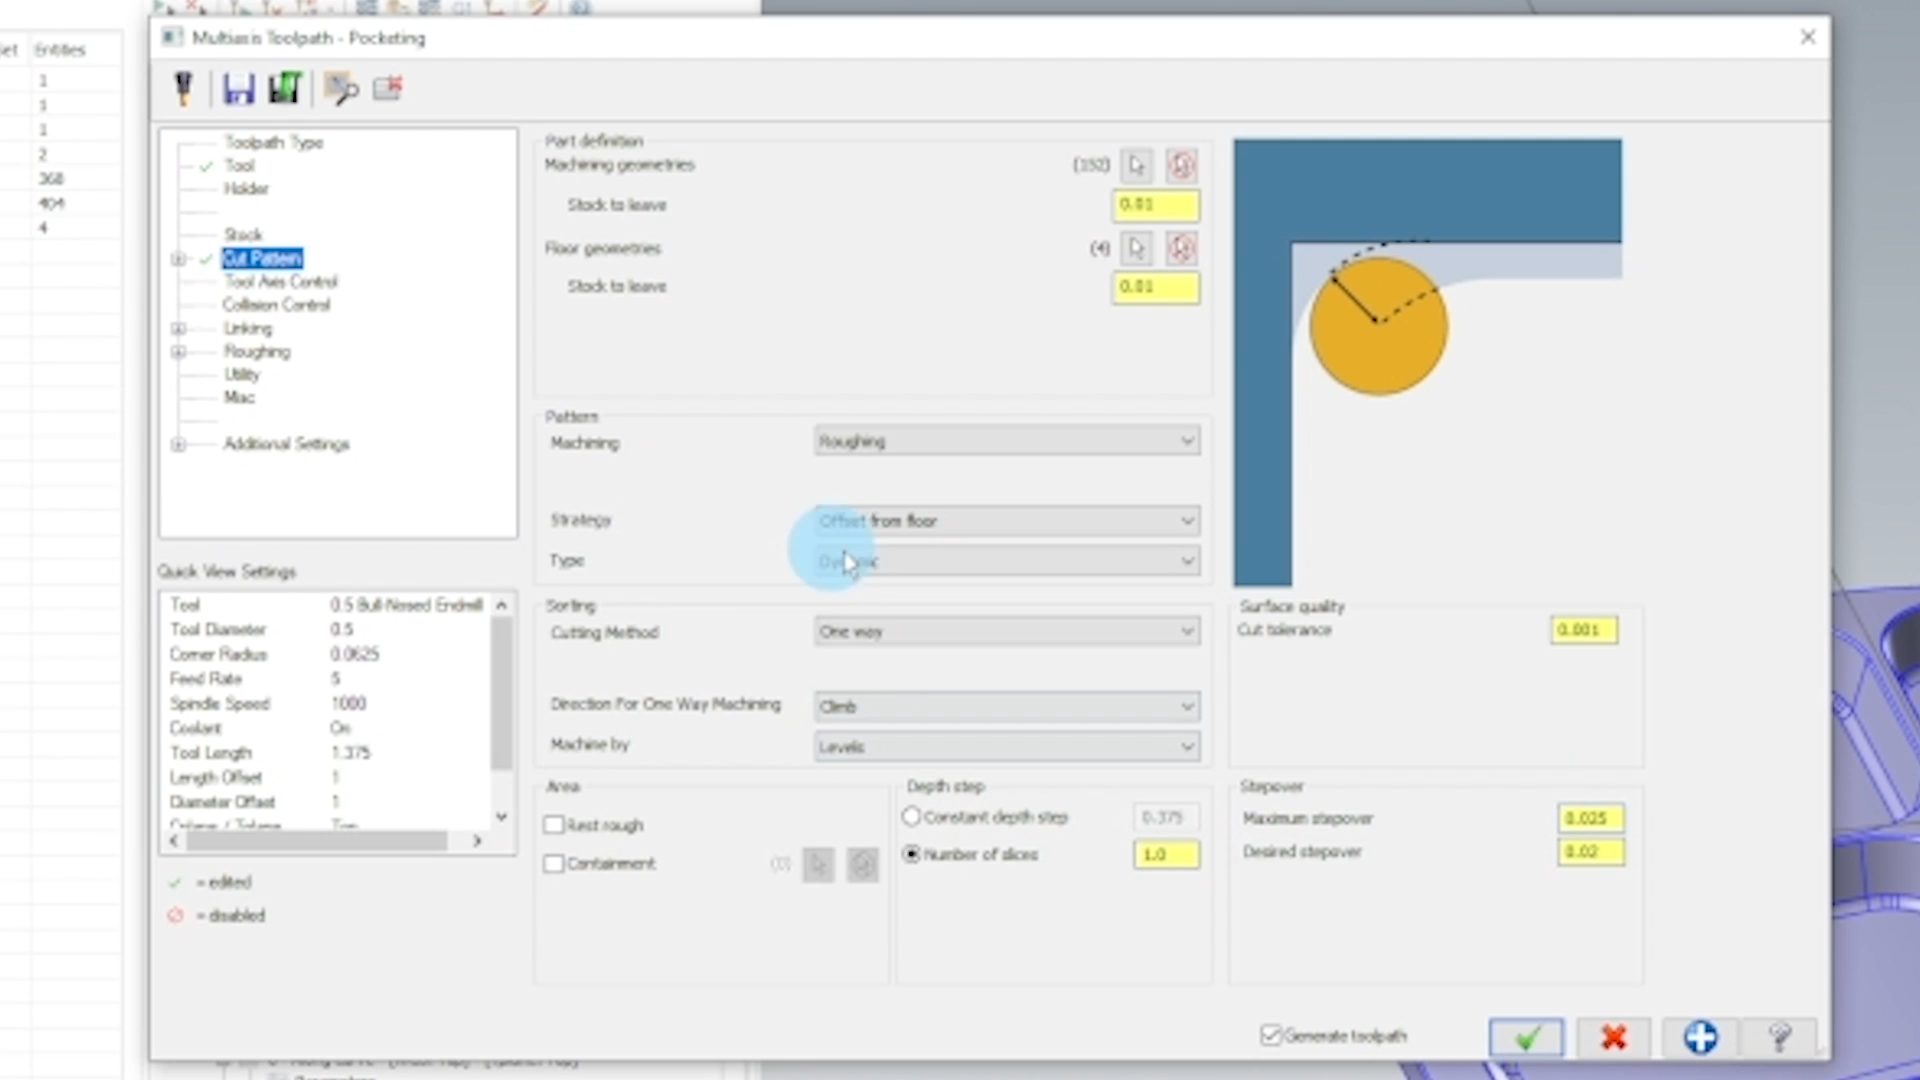 Entities
1
1
1
2
368
404
4
Multiaxis Toolpath - Pocketing
Toolpath Type
Tool
Holder
Stock
Cut Pattern
Tool Axis Control
Collision Control
Linking
Roughing
Utility
Misc
Additional Settings
Quick View Settings
Tool 0.5 Bull-Nosed Endmill
Tool Diameter 0.5
Corner Radius 0.0625
Feed Rate 5
Spindle Speed 1000
Coolant On
Tool Length 1.375
Length Offset 1
Diameter Offset 1
= edited
= disabled
Part definition
Machining geometries (152)
Stock to leave 0.01
Floor geometries (4)
Stock to leave 0.01
Pattern
Machining Roughing
Strategy Offset from floor
Type Dynamic
Sorting
Cutting Method One way
Direction For One Way Machining Climb
Machine by Levels
Area
Rest rough
Containment (0)
Depth step
Constant depth step 0.375
Number of slices 1.0
Surface quality
Cut tolerance 0.001
Stepover
Maximum stepover 0.025
Desired stepover 0.02
Generate toolpath